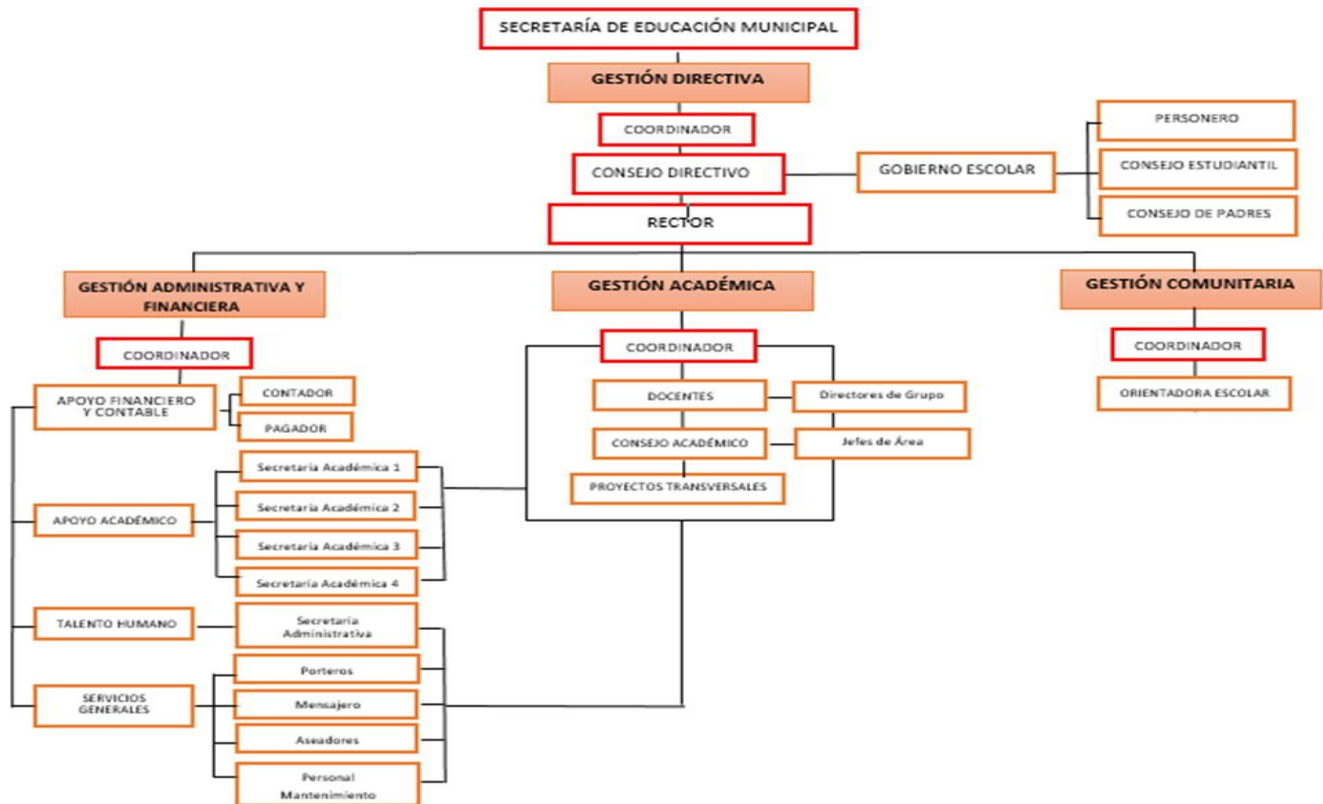 SECRETARÍA DE EDUCACIÓN MUNICIPAL
GESTIÓN DIRECTIVA
COORDINADOR
CONSEJO DIRECTIVO
RECTOR
GOBIERNO ESCOLAR
PERSONERO
CONSEJO ESTUDIANTIL
CONSEJO DE PADRES
GESTIÓN ADMINISTRATIVA Y
FINANCIERA
COORDINADOR
APOYO FINANCIERO
Y CONTABLE
CONTADOR
PAGADOR
APOYO ACADÉMICO
Secretaria Académica 1
Secretaria Académica 2
Secretaria Académica 3
Secretaria Académica 4
TALENTO HUMANO
Secretaría
Administrativa
SERVICIOS
GENERALES
Porteros
Mensajero
Aseadores
Personal
Mantenimiento
GESTIÓN ACADÉMICA
COORDINADOR
DOCENTES
Directores de Grupo
CONSEJO ACADÉMICO
Jefes de Área
PROYECTOS TRANSVERSALES
GESTIÓN COMUNITARIA
COORDINADOR
ORIENTADORA ESCOLAR